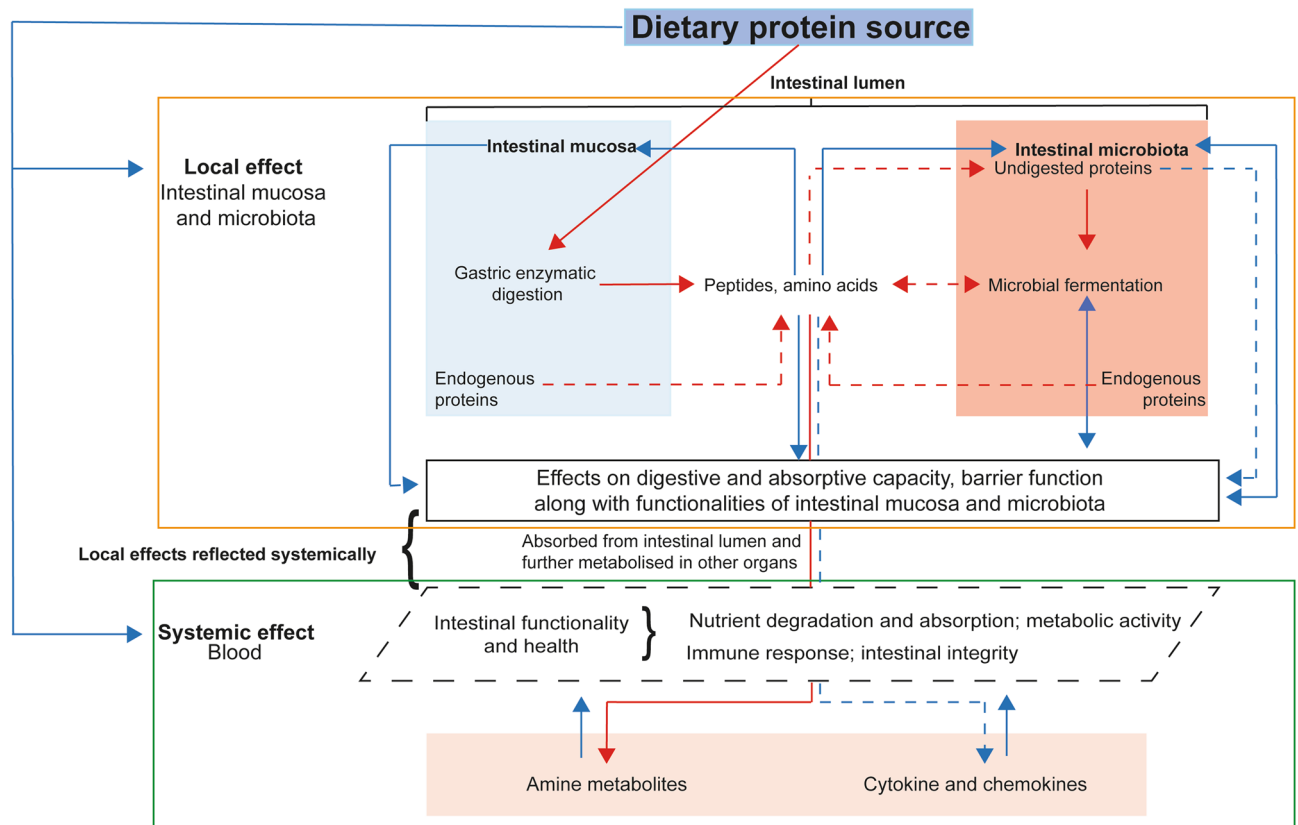 Dietary protein source
Intestinal lumen
Local effect
Intestinal mucosa
and microbiota
Intestinal mucosa
Intestinal microbiota
Undigested proteins
Gastric enzymatic
digestion
Peptides, amino acids
Microbial fermentation
Endogenous
proteins
Endogenous
proteins
Effects on digestive and absorptive capacity, barrier function
along with functionalities of intestinal mucosa and microbiota
Local effects reflected systemically
Absorbed from intestinal lumen and
further metabolised in other organs
Systemic effect
Blood
Intestinal functionality
and health
Nutrient degradation and absorption; metabolic activity
Immune response; intestinal integrity
Amine metabolites
Cytokine and chemokines